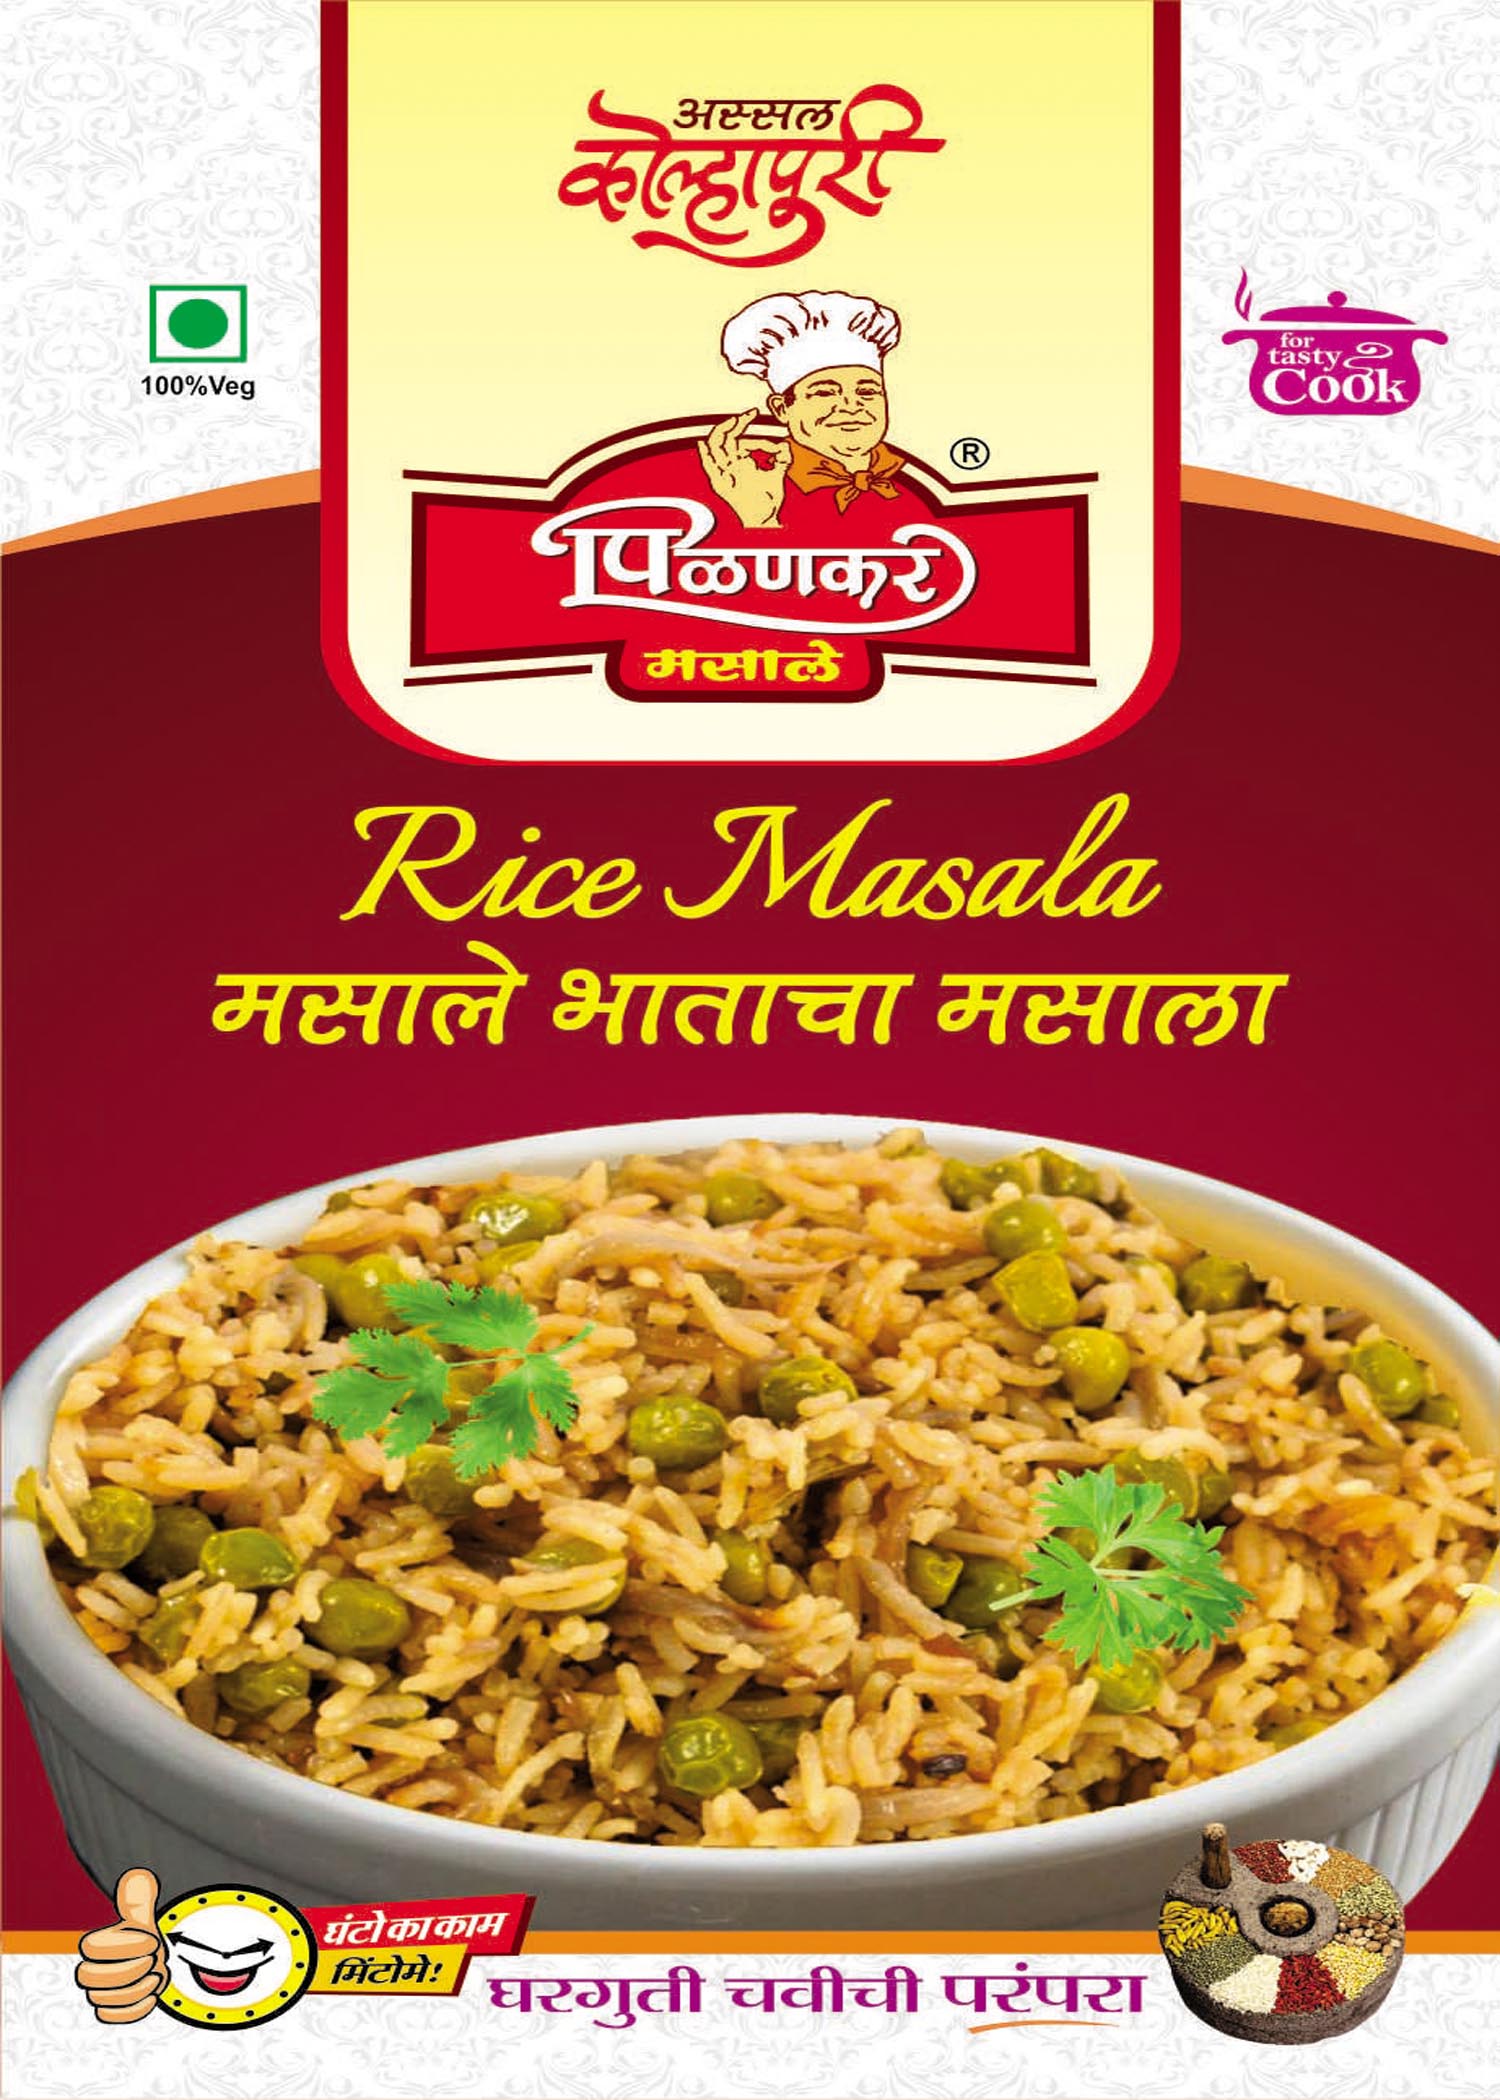 अस्सल
कोल्हापुरी
100%Veg
for
tasty
Cook
®
पिळणकर
मसाले
Rice Masala
मसाले भाताचा मसाला
घंटो का काम
मिंटोमे!
घरगुती चवीची परंपरा